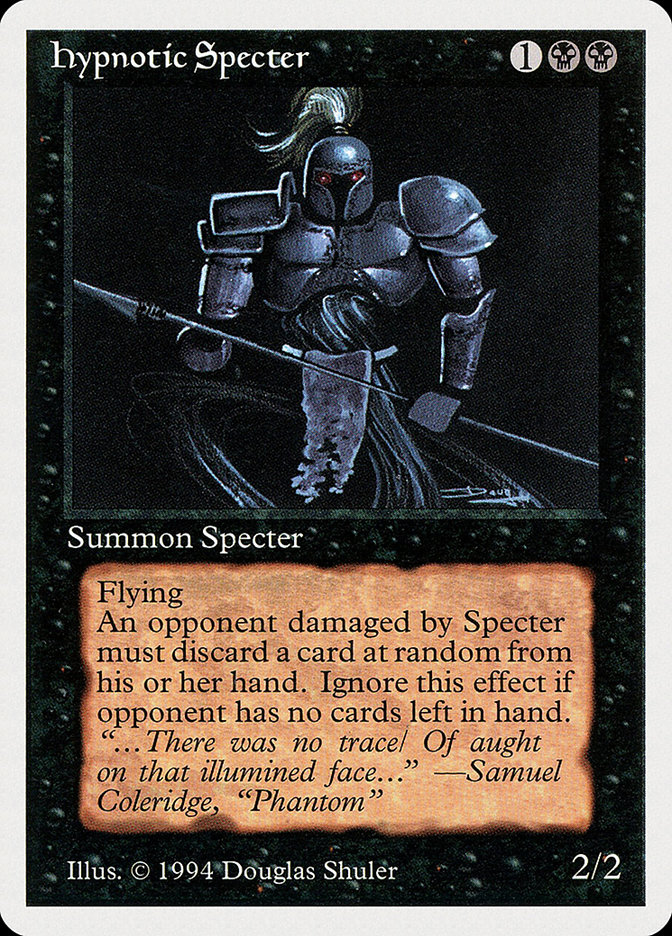 Hypnotic Specter 1
Doug
Summon Specter
Flying
An opponent damaged by Specter
must discard a card at random from
his or her hand. Ignore this effect if
opponent has no cards left in hand.
“…There was no trace/ Of aught
on that illumined face…” —Samuel
Coleridge, “Phantom”
Illus. © 1994 Douglas Shuler 2/2